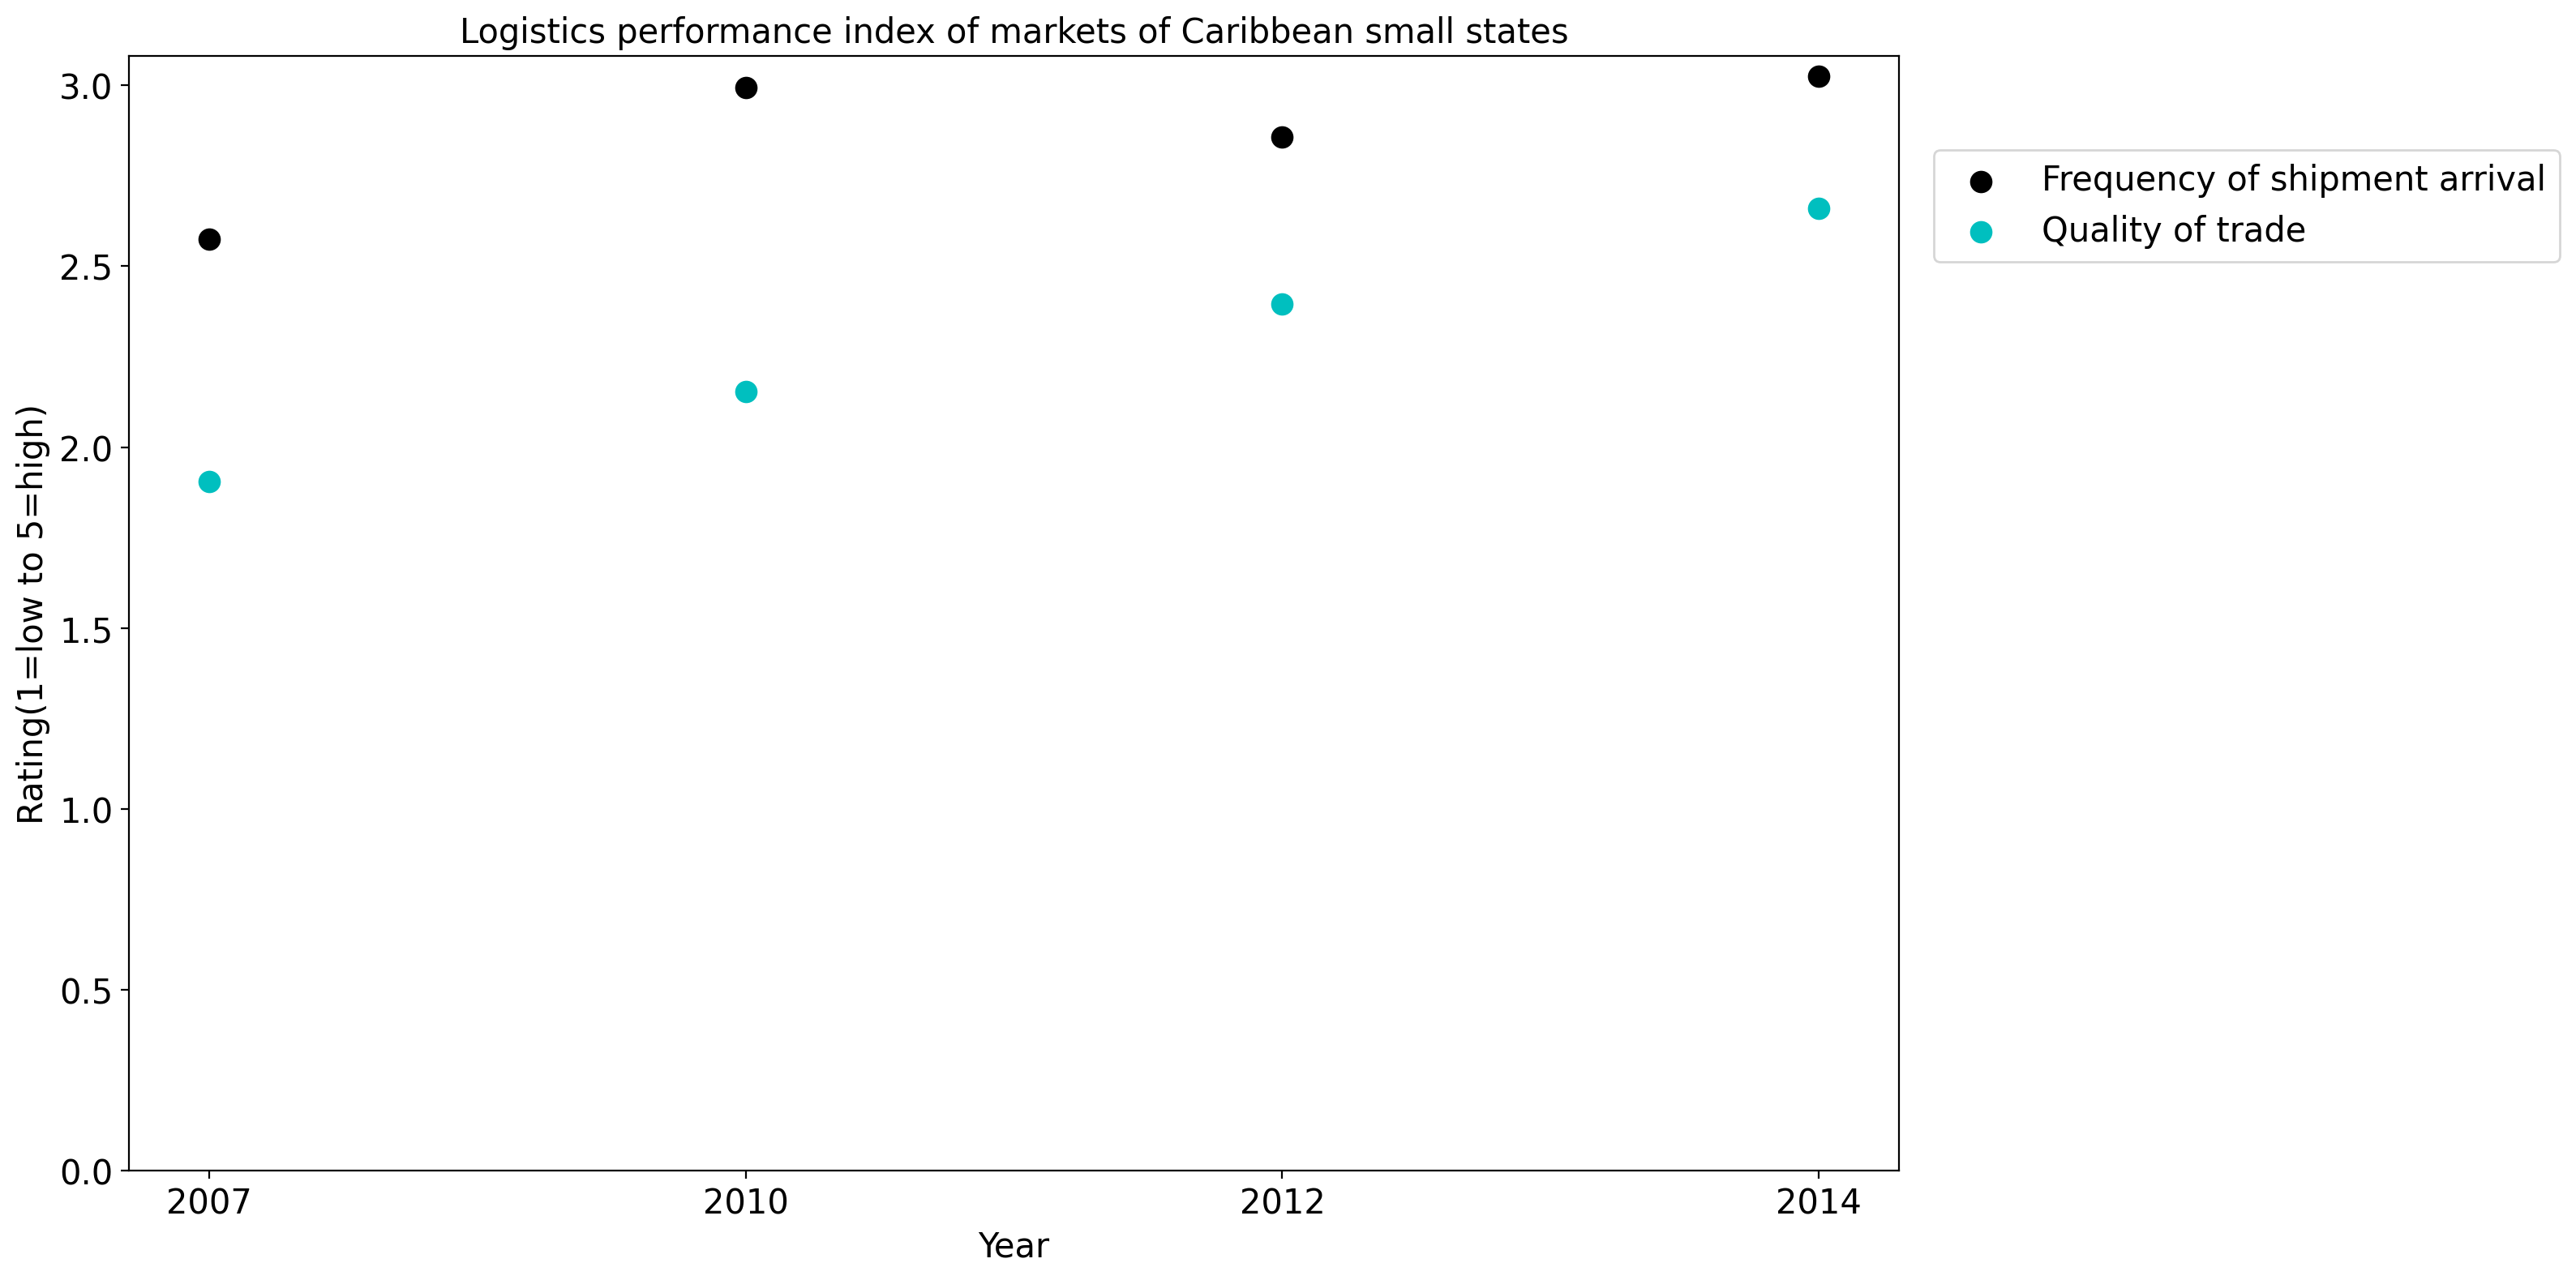 Logistics performance index of markets of Caribbean small states
Rating(1=low to 5=high)
3.0
2.5
2.0
1.5
1.0
0.5
0.0
2007
2010
2012
2014
Year
Frequency of shipment arrival
Quality of trade